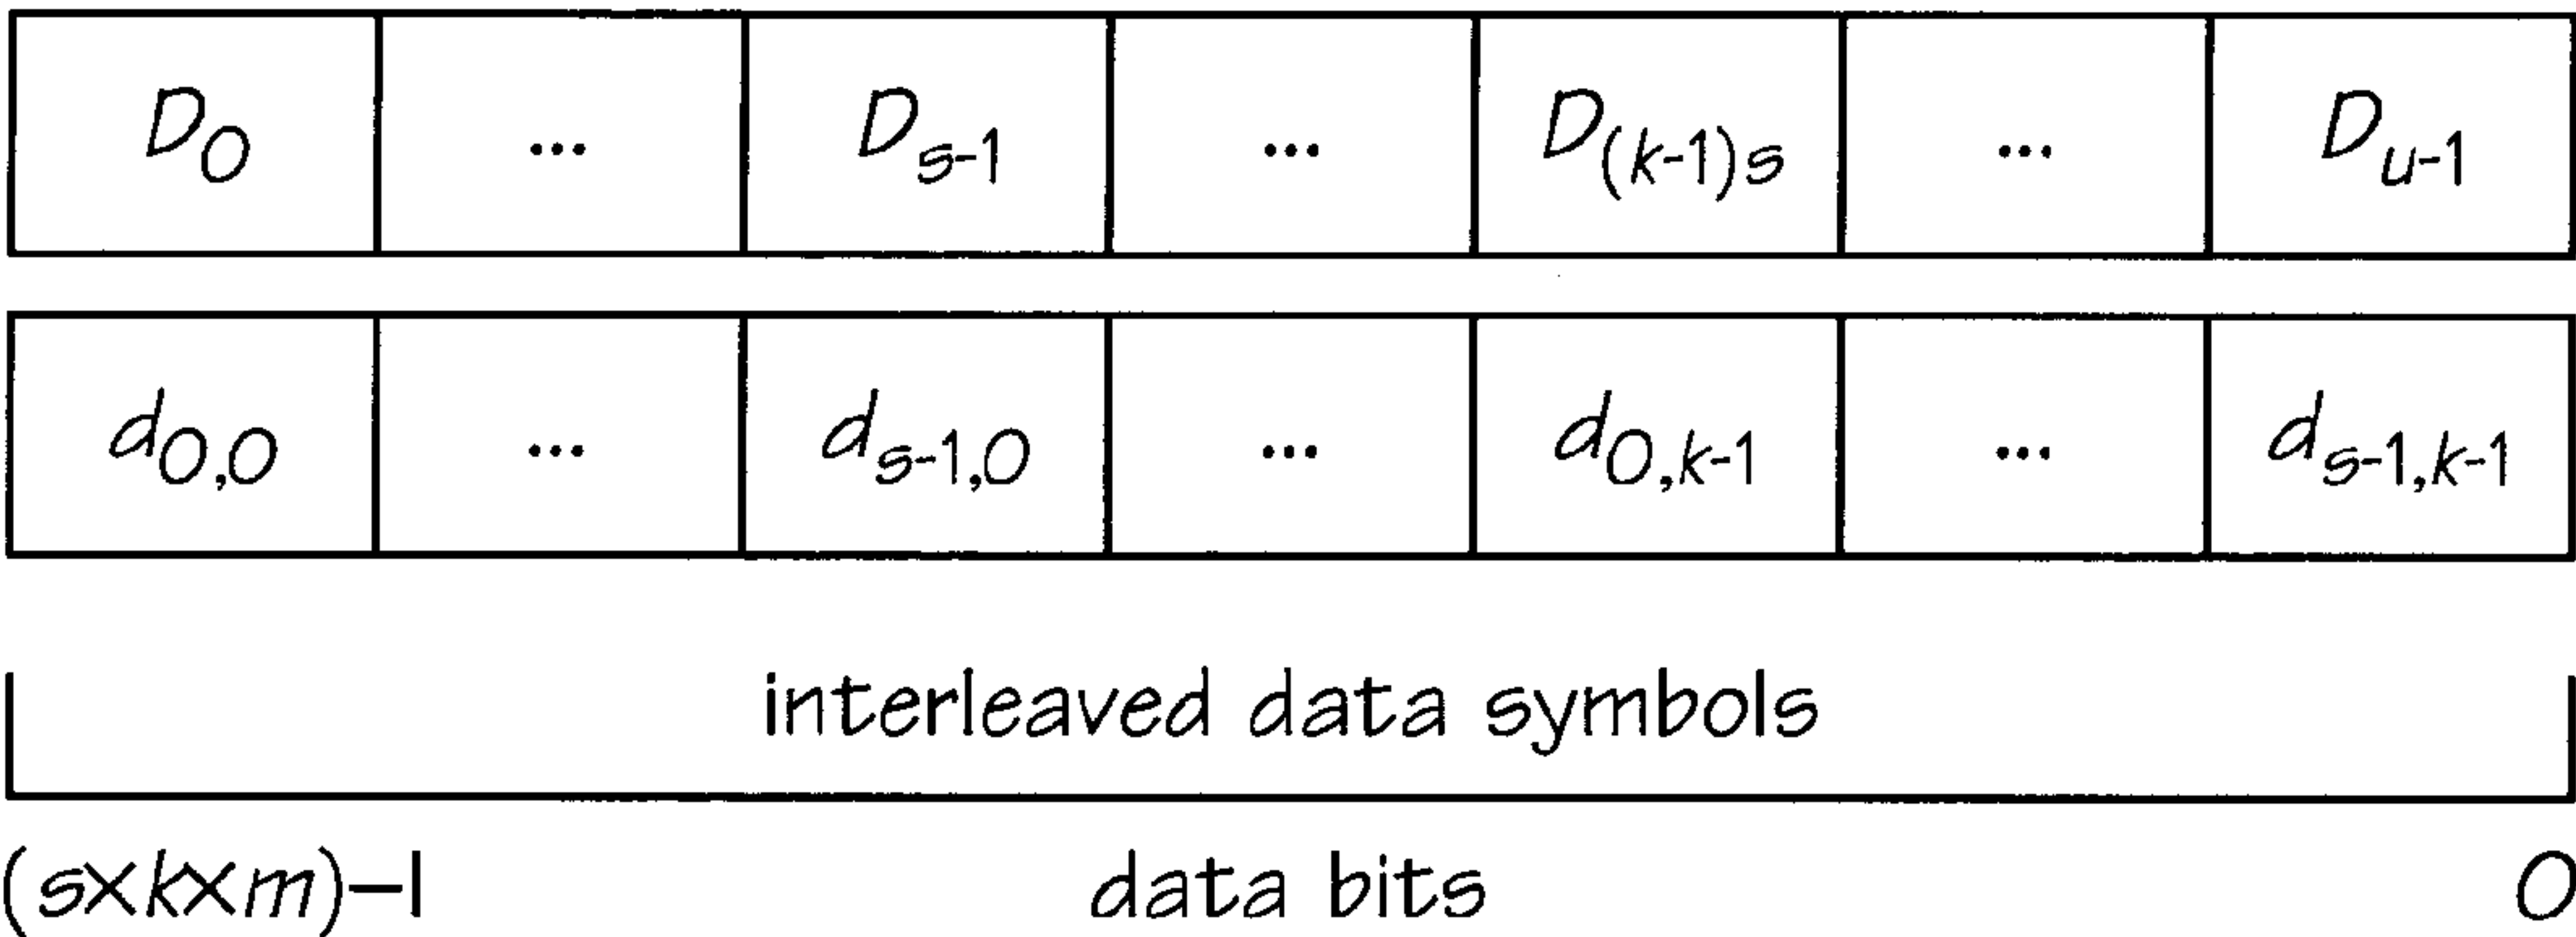 D0 ... Ds-1 ... D(k-1)s ... Du-1
d0,0 ... ds-1,0 ... d0,k-1 ... ds-1,k-1
interleaved data symbols
(s×k×m)–1 data bits 0